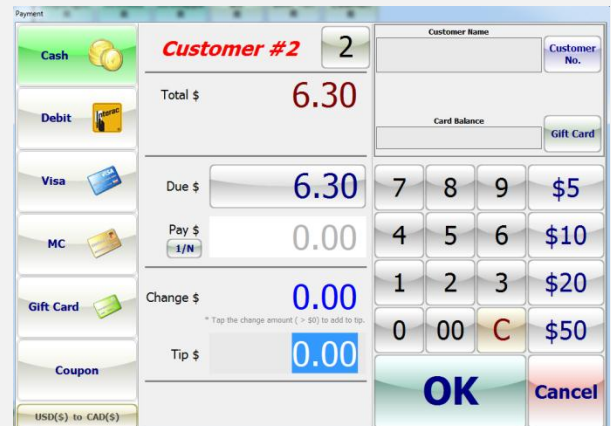 Payment
Cash
Debit
Interac
Visa
MC
Gift Card
Coupon
USD($) to CAD($)
Customer #2
2
Total $
6.30
Due $
6.30
Pay $
1/N
0.00
Change $
0.00
* Tap the change amount ( > $0) to add to tip.
Tip $
0.00
Customer Name
Customer No.
Card Balance
Gift Card
7 8 9 $5
4 5 6 $10
1 2 3 $20
0 00 C $50
OK
Cancel